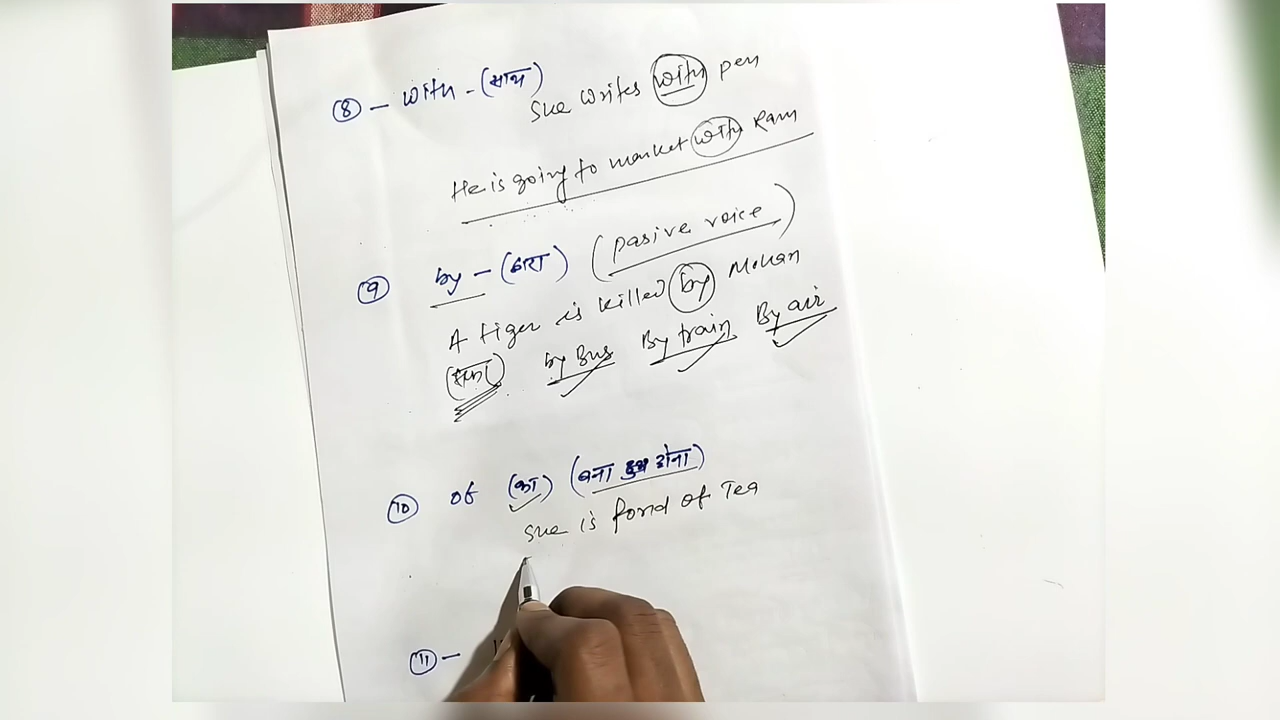 ⑧ - with - (साथ)
She writes with pen
He is going to market with Ram
⑨ by - (द्वारा) (pasive voice)
A tiger is killed by Mohan
by Bus By train By air
⑩ of (का) (बना हुआ होना)
She is fond of Tea
⑪ -